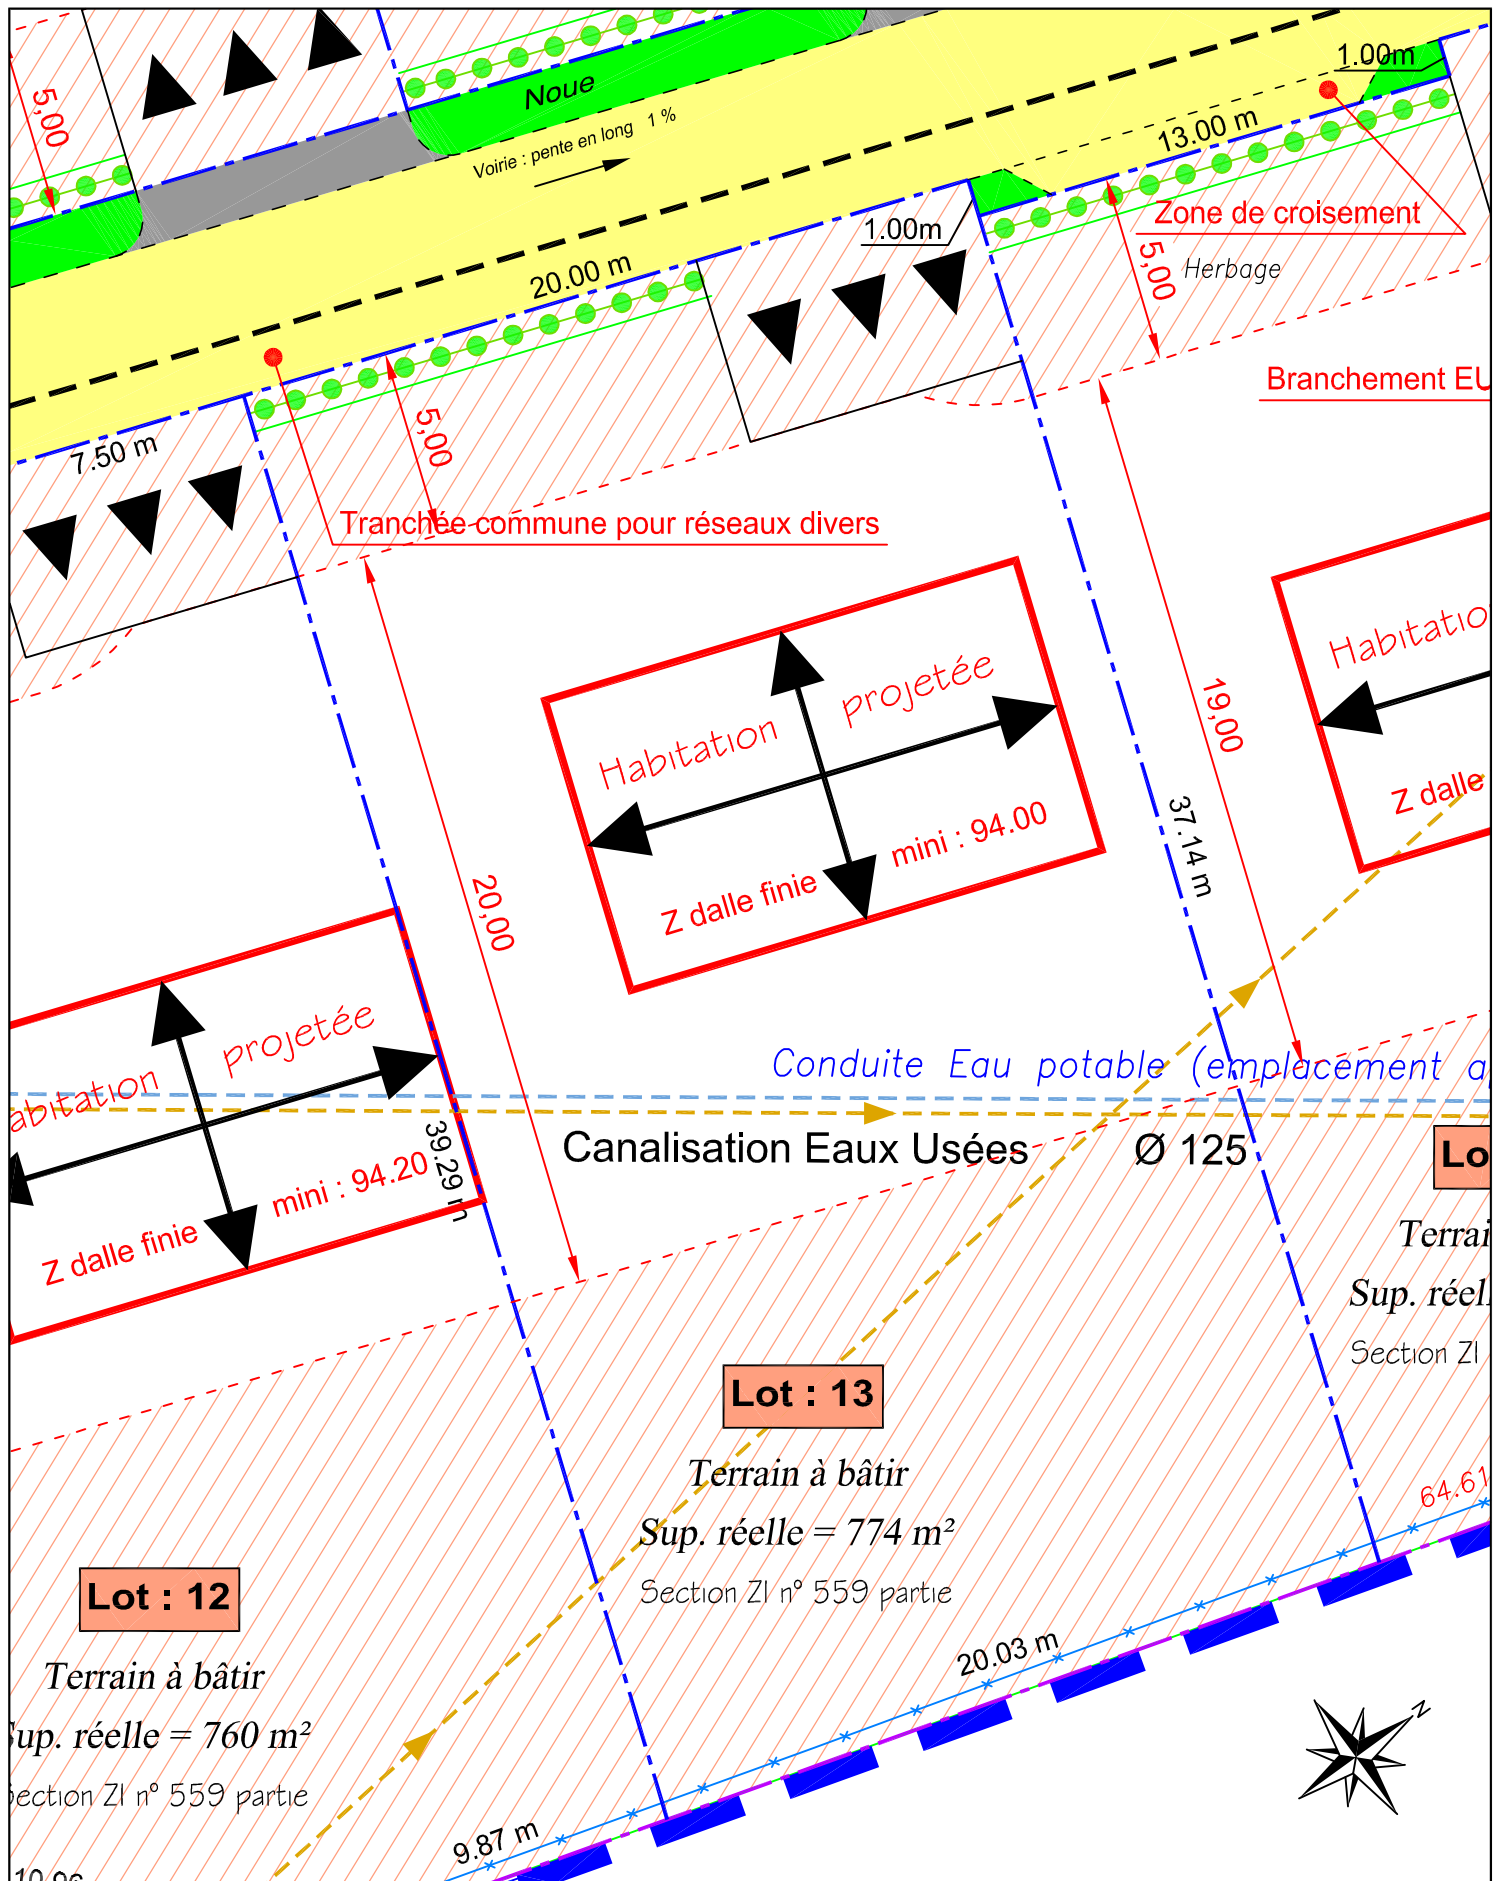 1.00m
5,00
Noue
Voirie : pente en long 1 %
13.00 m
Zone de croisement
1.00m
5,00
Herbage
20.00 m
Branchement EU
5,00
7.50 m
Tranchée commune pour réseaux divers
Habitation projetée
Z dalle finie mini : 94.00
19,00
37.14 m
Z dalle
20,00
projetée
Z dalle finie mini : 94.20
39.29 m
Conduite Eau potable (emplacement
Canalisation Eaux Usées Ø 125
Lot : 13
Terrain à bâtir
Sup. réelle = 774 m²
Section ZI n° 559 partie
Section ZI
64.61
Lot : 12
Terrain à bâtir
Sup. réelle = 760 m²
Section ZI n° 559 partie
20.03 m
9.87 m
N